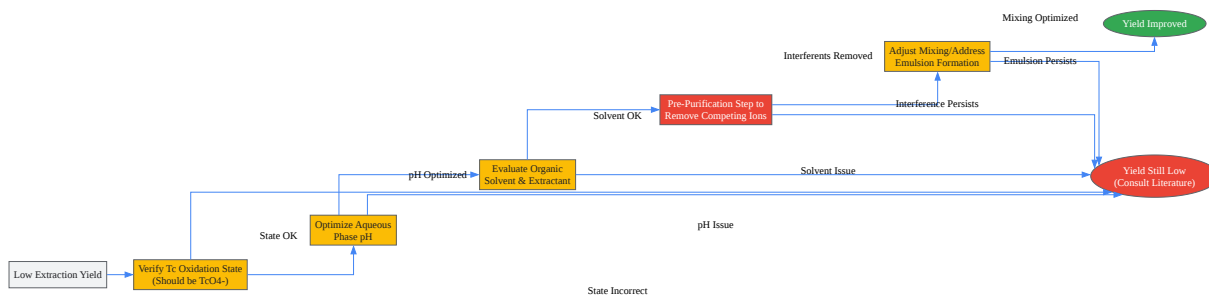 Mixing Optimized
Yield Improved
Interferents Removed
Adjust Mixing/Address
Emulsion Formation
Emulsion Persists
Pre-Purification Step to
Remove Competing Ions
Interference Persists
Solvent OK
Evaluate Organic
Solvent & Extractant
pH Optimized
Solvent Issue
Yield Still Low
(Consult Literature)
Optimize Aqueous
Phase pH
State OK
pH Issue
Low Extraction Yield
Verify Tc Oxidation State
(Should be TcO4-)
State Incorrect